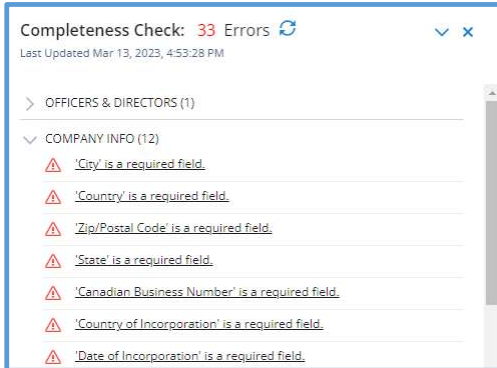 Completeness Check: 33 Errors
Last Updated Mar 13, 2023, 4:53:28 PM
OFFICERS & DIRECTORS (1)
COMPANY INFO (12)
'City' is a required field.
'Country' is a required field.
'Zip/Postal Code' is a required field.
'State' is a required field.
'Canadian Business Number' is a required field.
'Country of Incorporation' is a required field.
'Date of Incorporation' is a required field.